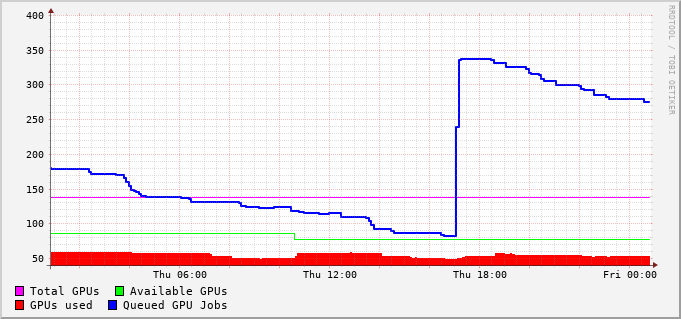 400
350
300
250
200
150
100
50
Thu 06:00 Thu 12:00 Thu 18:00 Fri 00:00
Total GPUs Available GPUs
GPUs used Queued GPU Jobs
RRDTOOL / TOBI OETIKER